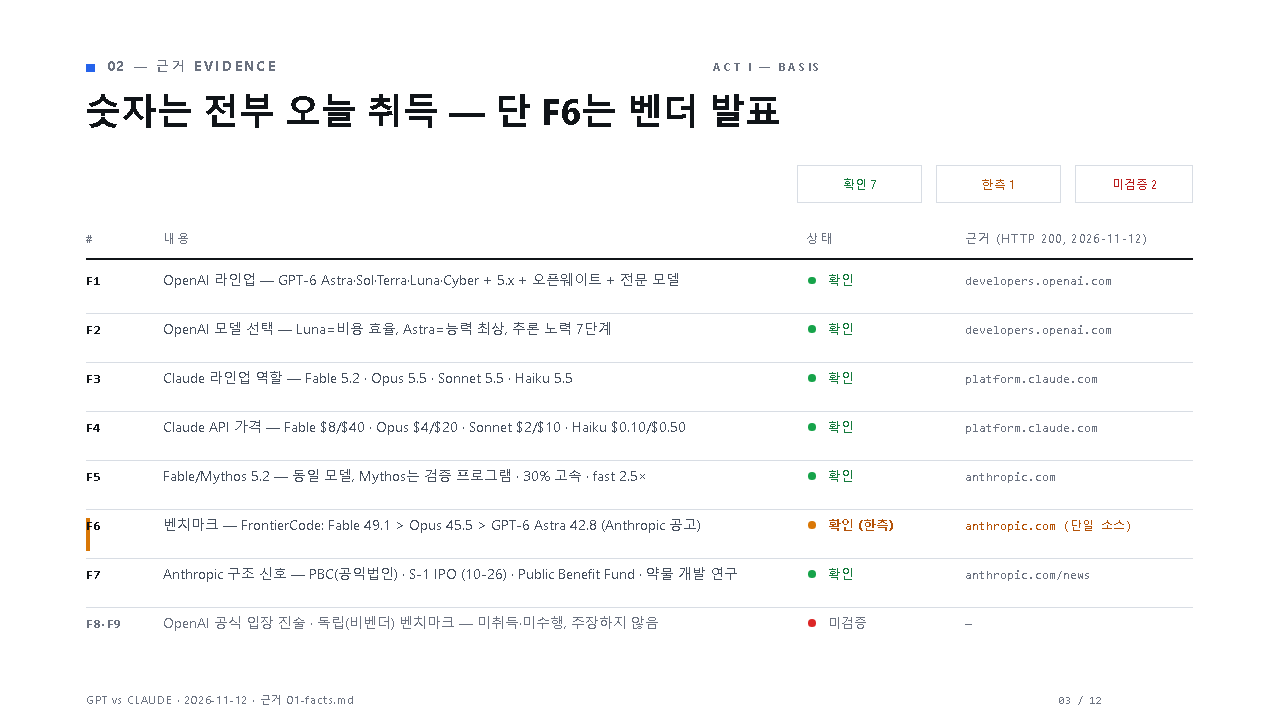 02 — 근거 EVIDENCE
ACT I — BASIS
숫자는 전부 오늘 취득 — 단 F6는 벤더 발표
확인 7
한측 1
미검증 2
# 내용 상태 근거 (HTTP 200, 2026-11-12)
F1 OpenAI 라인업 — GPT-6 Astra·Sol·Terra·Luna·Cyber + 5.x + 오픈웨이트 + 전문 모델 확인 developers.openai.com
F2 OpenAI 모델 선택 — Luna=비용 효율, Astra=능력 최상, 추론 노력 7단계 확인 developers.openai.com
F3 Claude 라인업 역할 — Fable 5.2 · Opus 5.5 · Sonnet 5.5 · Haiku 5.5 확인 platform.claude.com
F4 Claude API 가격 — Fable $8/$40 · Opus $4/$20 · Sonnet $2/$10 · Haiku $0.10/$0.50 확인 platform.claude.com
F5 Fable/Mythos 5.2 — 동일 모델, Mythos는 검증 프로그램 · 30% 고속 · fast 2.5× 확인 anthropic.com
F6 벤치마크 — FrontierCode: Fable 49.1 > Opus 45.5 > GPT-6 Astra 42.8 (Anthropic 공고) 확인 (한측) anthropic.com (단일 소스)
F7 Anthropic 구조 신호 — PBC(공익법인) · S-1 IPO (10-26) · Public Benefit Fund · 약물 개발 연구 확인 anthropic.com/news
F8·F9 OpenAI 공식 입장 진술 · 독립(비벤더) 벤치마크 — 미취득·미수행, 주장하지 않음 미검증 —
GPT vs CLAUDE · 2026-11-12 · 근거 01-facts.md
03 / 12